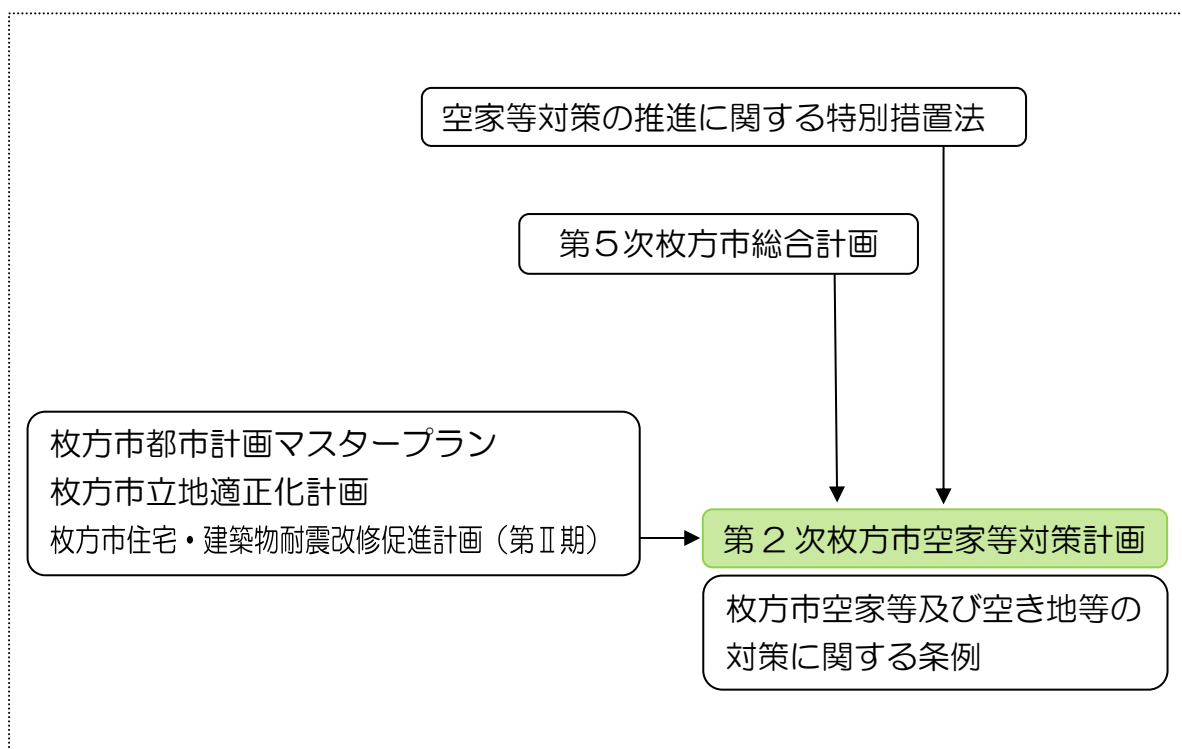 空家等対策の推進に関する特別措置法
第５次枚方市総合計画
枚方市都市計画マスタープラン
枚方市立地適正化計画
枚方市住宅・建築物耐震改修促進計画（第Ⅱ期）
第２次枚方市空家等対策計画
枚方市空家等及び空き地等の
対策に関する条例